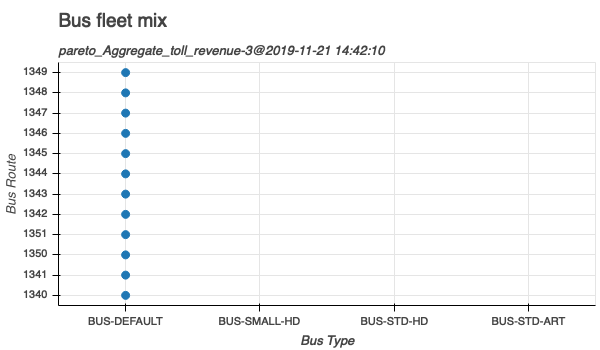 Bus fleet mix
pareto_Aggregate_toll_revenue-3@2019-11-21 14:42:10
1349
1348
1347
1346
1345
1344
1343
1342
1351
1350
1341
1340
Bus Route
BUS-DEFAULT BUS-SMALL-HD BUS-STD-HD BUS-STD-ART
Bus Type